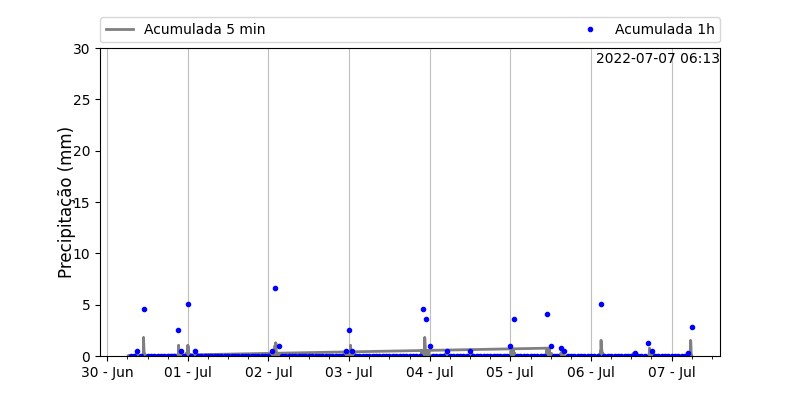 Acumulada 5 min Acumulada 1h
2022-07-07 06:13
Precipitação (mm)
30
25
20
15
10
5
0
30 - Jun 01 - Jul 02 - Jul 03 - Jul 04 - Jul 05 - Jul 06 - Jul 07 - Jul